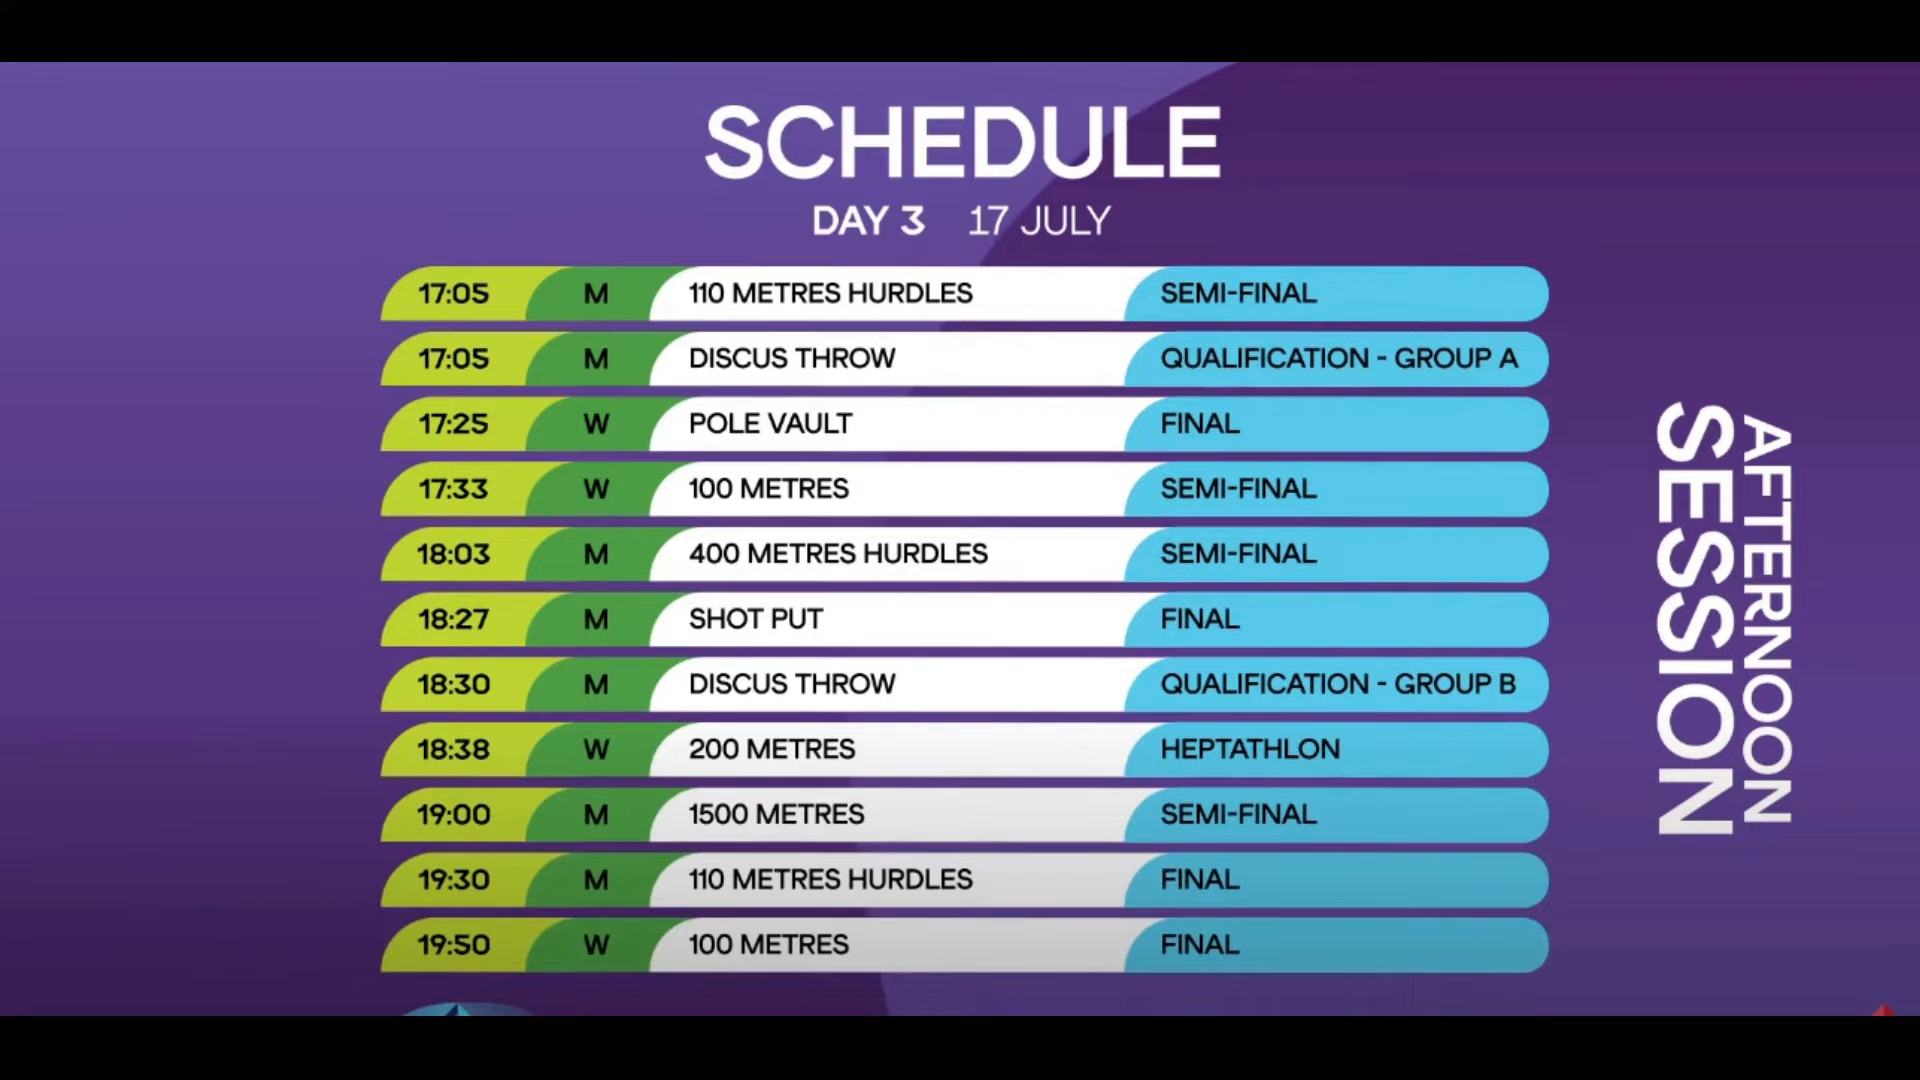 SCHEDULE
DAY 3 17 JULY
17:05 M 110 METRES HURDLES SEMI-FINAL
17:05 M DISCUS THROW QUALIFICATION - GROUP A
17:25 W POLE VAULT FINAL
17:33 W 100 METRES SEMI-FINAL
18:03 M 400 METRES HURDLES SEMI-FINAL
18:27 M SHOT PUT FINAL
18:30 M DISCUS THROW QUALIFICATION - GROUP B
18:38 W 200 METRES HEPTATHLON
19:00 M 1500 METRES SEMI-FINAL
19:30 M 110 METRES HURDLES FINAL
19:50 W 100 METRES FINAL
AFTERNOON
SESSION